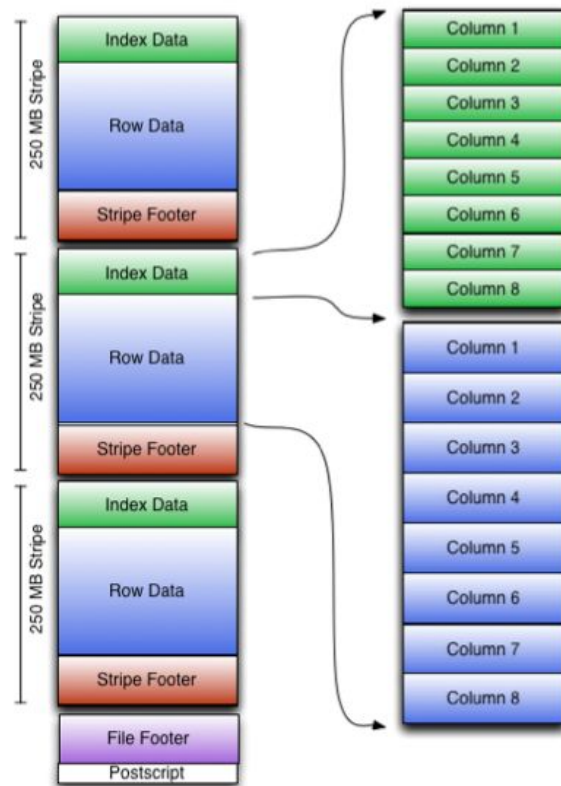 250 MB Stripe
Index Data
Row Data
Stripe Footer
250 MB Stripe
Index Data
Row Data
Stripe Footer
250 MB Stripe
Index Data
Row Data
Stripe Footer
File Footer
Postscript
Column 1
Column 2
Column 3
Column 4
Column 5
Column 6
Column 7
Column 8
Column 1
Column 2
Column 3
Column 4
Column 5
Column 6
Column 7
Column 8